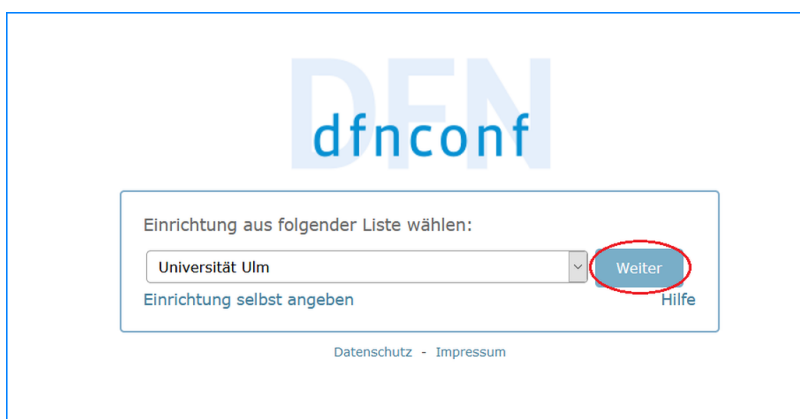 DFN
dfnconf
Einrichtung aus folgender Liste wählen:
Universität Ulm Weiter
Einrichtung selbst angeben Hilfe
Datenschutz - Impressum